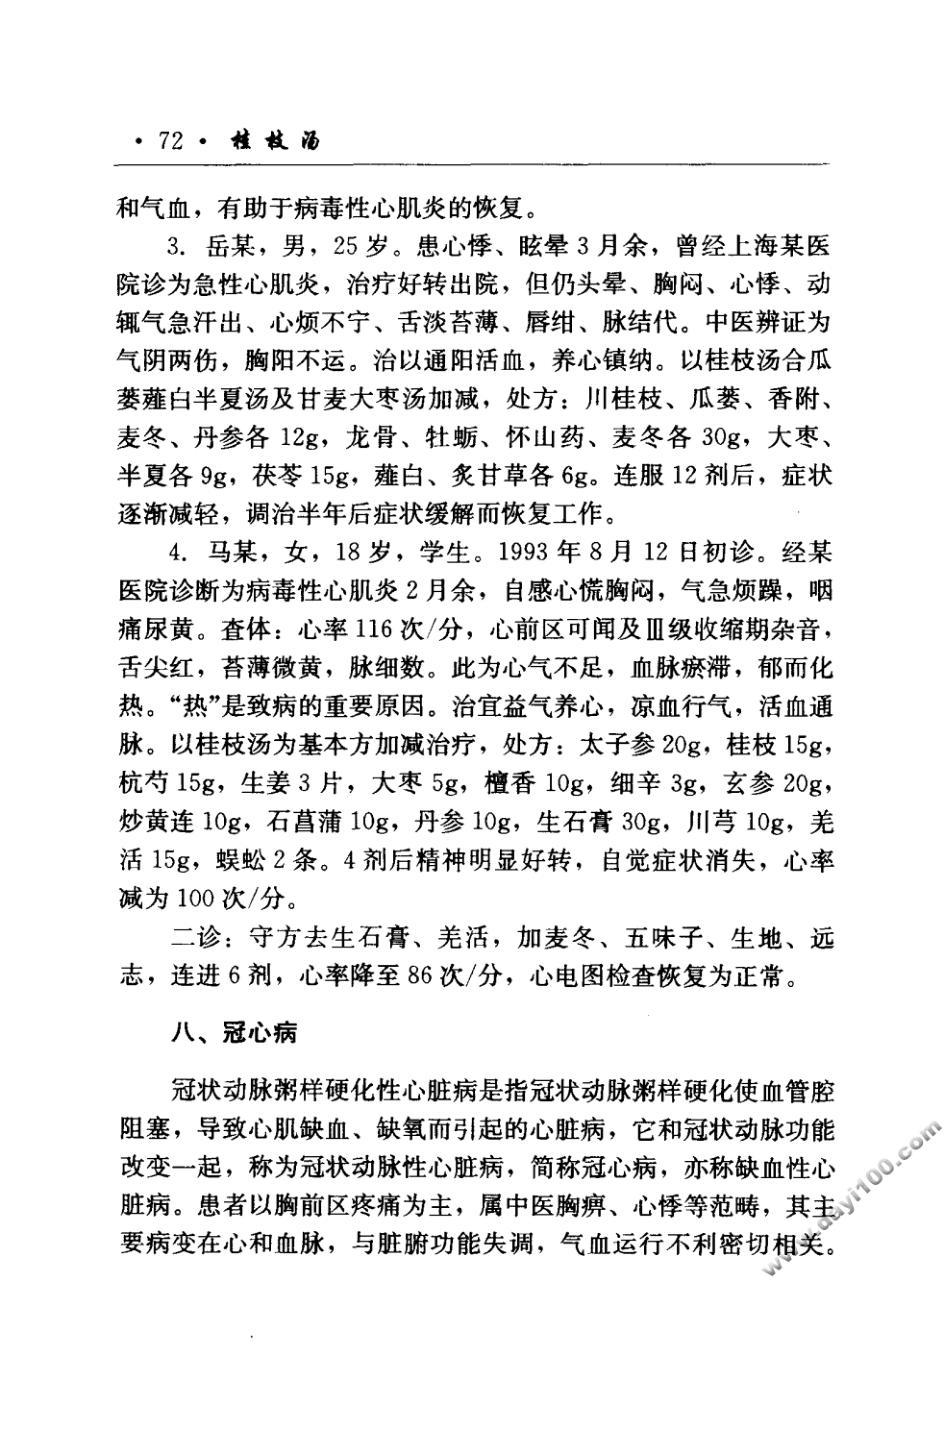 · 72 · 桂枝汤
和气血，有助于病毒性心肌炎的恢复。
3. 岳某，男，25 岁。患心悸、眩晕 3 月余，曾经上海某医
院诊为急性心肌炎，治疗好转出院，但仍头晕、胸闷、心悸、动
辄气急汗出、心烦不宁、舌淡苔薄、唇绀、脉结代。中医辨证为
气阴两伤，胸阳不运。治以通阳活血，养心镇纳。以桂枝汤合瓜
蒌薤白半夏汤及甘麦大枣汤加减，处方：川桂枝、瓜蒌、香附、
麦冬、丹参各 12g，龙骨、牡蛎、怀山药、麦冬各 30g，大枣、
半夏各 9g，茯苓 15g，薤白、炙甘草各 6g。连服 12 剂后，症状
逐渐减轻，调治半年后症状缓解而恢复工作。
4. 马某，女，18 岁，学生。1993 年 8 月 12 日初诊。经某
医院诊断为病毒性心肌炎 2 月余，自感心慌胸闷，气急烦躁，咽
痛尿黄。查体：心率 116 次/分，心前区可闻及Ⅲ级收缩期杂音，
舌尖红，苔薄微黄，脉细数。此为心气不足，血脉瘀滞，郁而化
热。“热”是致病的重要原因。治宜益气养心，凉血行气，活血通
脉。以桂枝汤为基本方加减治疗，处方：太子参 20g，桂枝 15g，
杭芍 15g，生姜 3 片，大枣 5g，檀香 10g，细辛 3g，玄参 20g，
炒黄连 10g，石菖蒲 10g，丹参 10g，生石膏 30g，川芎 10g，羌
活 15g，蜈蚣 2 条。4 剂后精神明显好转，自觉症状消失，心率
减为 100 次/分。
二诊：守方去生石膏、羌活，加麦冬、五味子、生地、远
志，连进 6 剂，心率降至 86 次/分，心电图检查恢复为正常。
八、冠心病
冠状动脉粥样硬化性心脏病是指冠状动脉粥样硬化使血管腔
阻塞，导致心肌缺血、缺氧而引起的心脏病，它和冠状动脉功能
改变一起，称为冠状动脉性心脏病，简称冠心病，亦称缺血性心
脏病。患者以胸前区疼痛为主，属中医胸痹、心悸等范畴，其主
要病变在心和血脉，与脏腑功能失调，气血运行不利密切相关。
www.dayi100.com